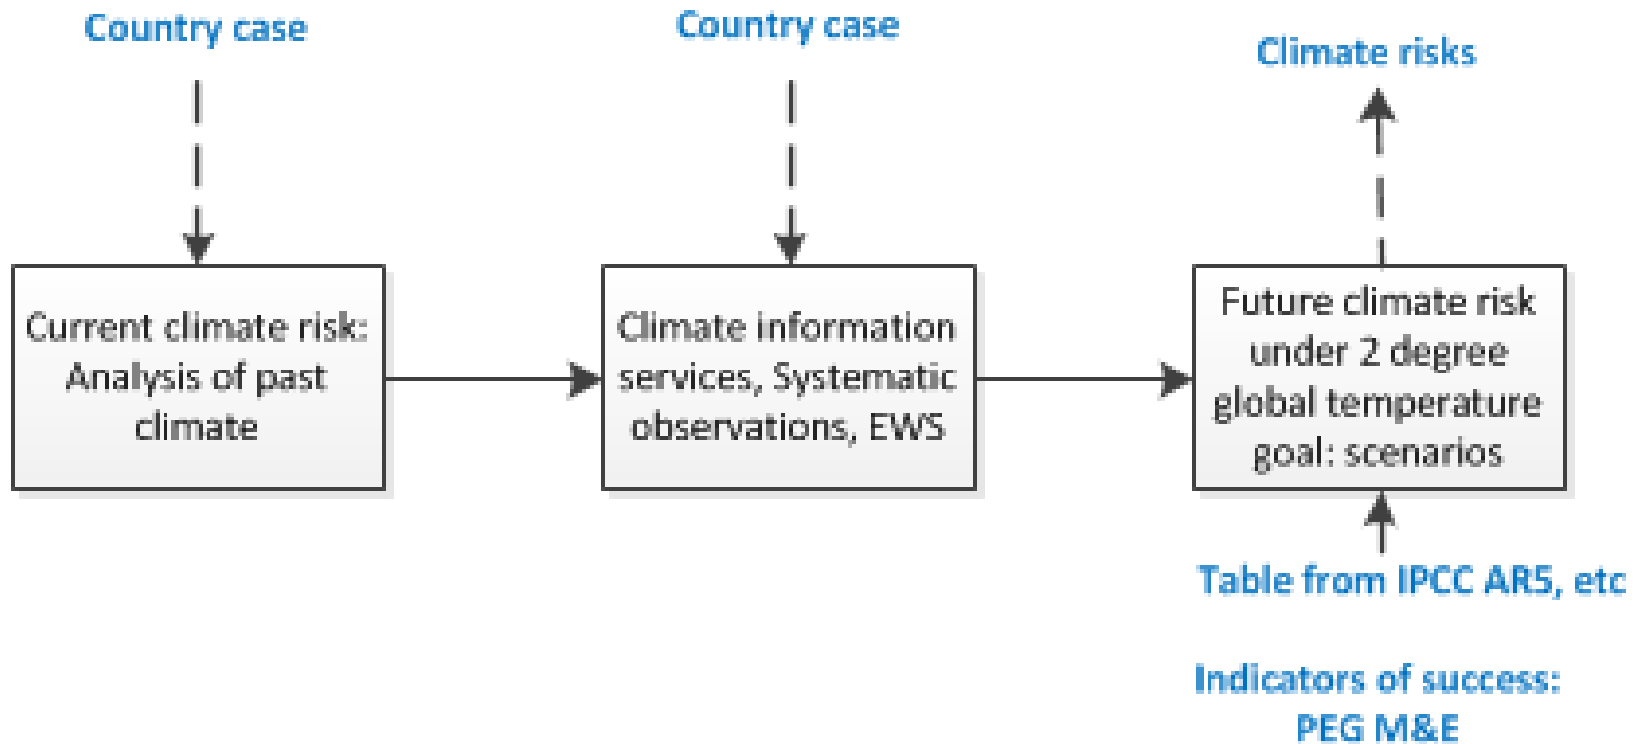 Country case
Country case
Climate risks
Current climate risk:
Analysis of past
climate
Climate information
services, Systematic
observations, EWS
Future climate risk
under 2 degree
global temperature
goal: scenarios
Table from IPCC AR5, etc
Indicators of success:
PEG M&E